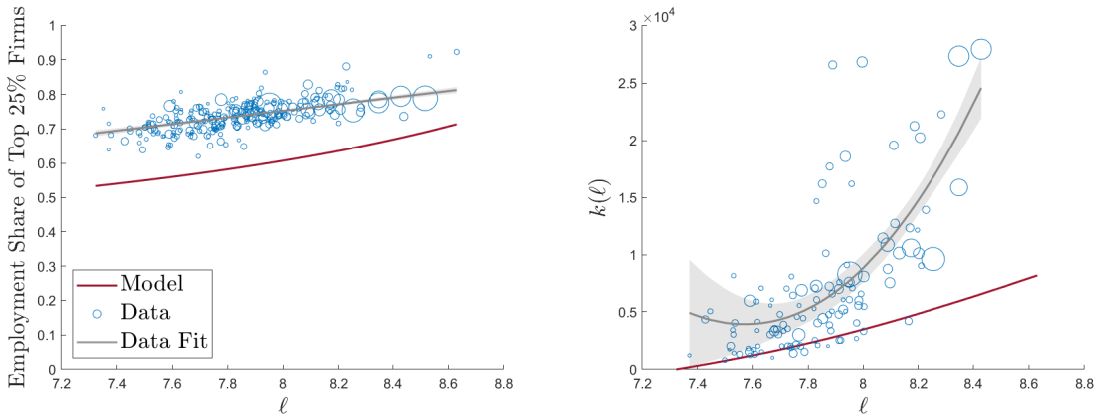 Employment Share of Top 25% Firms
1
0.9
0.8
0.7
0.6
0.5
0.4
0.3
0.2
0.1
0
Model
Data
Data Fit
7.2 7.4 7.6 7.8 8 8.2 8.4 8.6 8.8
ℓ
×10⁴
k(ℓ)
3
2.5
2
1.5
1
0.5
0
7.2 7.4 7.6 7.8 8 8.2 8.4 8.6 8.8
ℓ